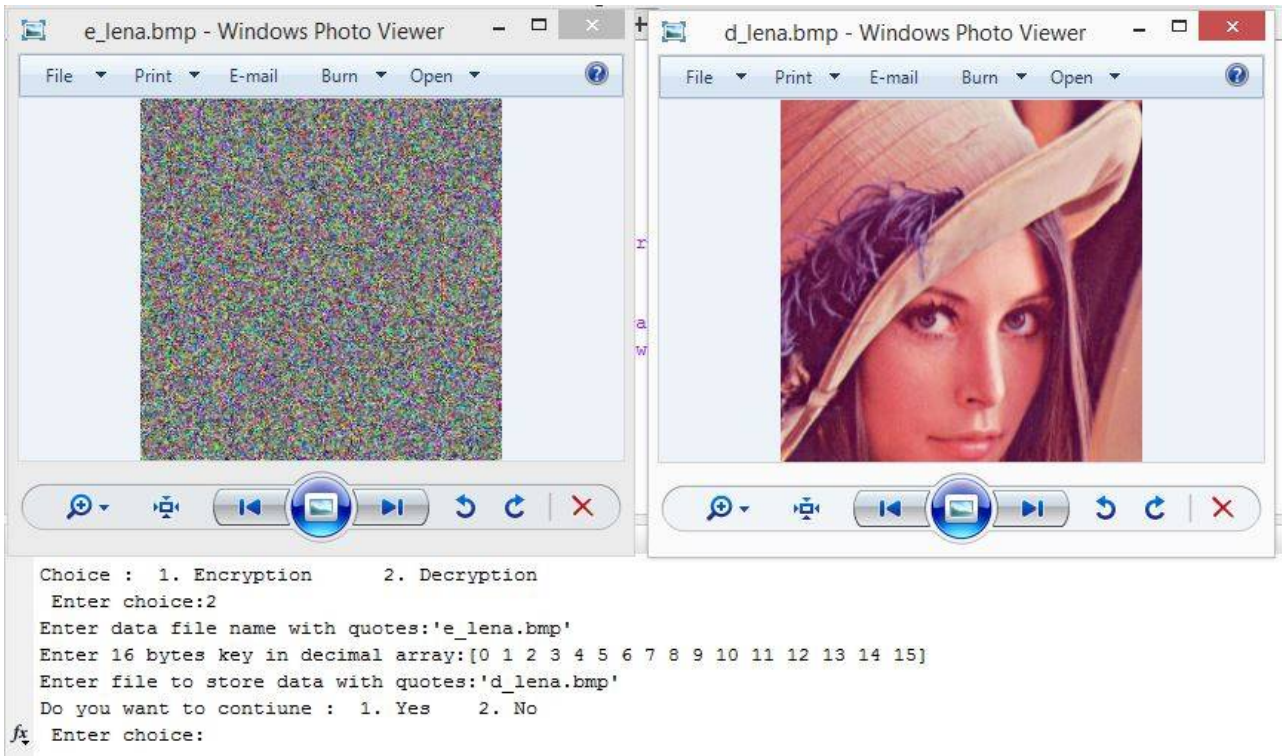 e_lena.bmp - Windows Photo Viewer
File Print E-mail Burn Open
+
d_lena.bmp - Windows Photo Viewer
File Print E-mail Burn Open
r
a
w
Choice : 1. Encryption 2. Decryption
Enter choice:2
Enter data file name with quotes:'e_lena.bmp'
Enter 16 bytes key in decimal array:[0 1 2 3 4 5 6 7 8 9 10 11 12 13 14 15]
Enter file to store data with quotes:'d_lena.bmp'
Do you want to contiune : 1. Yes 2. No
fx Enter choice: